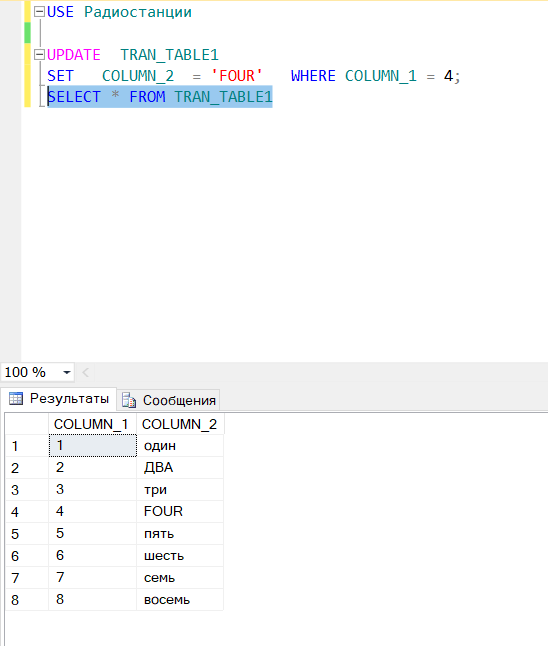 USE Радиостанции
UPDATE TRAN_TABLE1
SET COLUMN_2 = 'FOUR' WHERE COLUMN_1 = 4;
SELECT * FROM TRAN_TABLE1
100 %
Результаты Сообщения
COLUMN_1 COLUMN_2
1 1 один
2 2 ДВА
3 3 три
4 4 FOUR
5 5 пять
6 6 шесть
7 7 семь
8 8 восемь